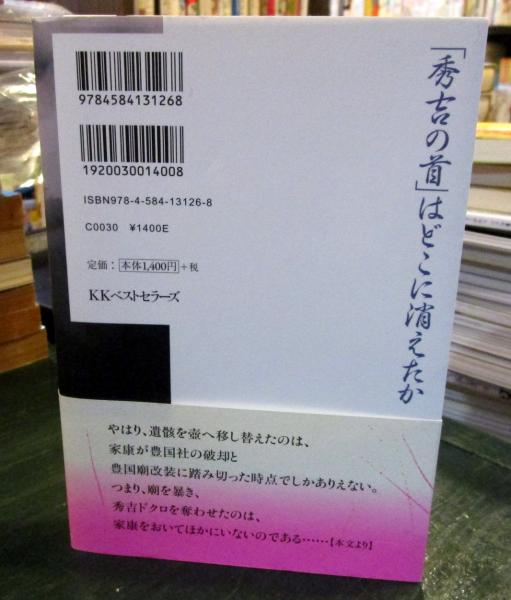 「秀吉の首」はどこに消えたか
9784584131268
1920030014008
ISBN978-4-584-13126-8
C0030 ¥1400E
定価：本体1,400円+税
KKベストセラーズ
やはり、遺骸を壺へ移し替えたのは、
家康が豊国社の破却と
豊国廟改装に踏み切った時点でしかありえない。
つまり、廟を暴き、
秀吉ドクロを奪わせたのは、
家康をおいてほかにいないのである……【本文より】